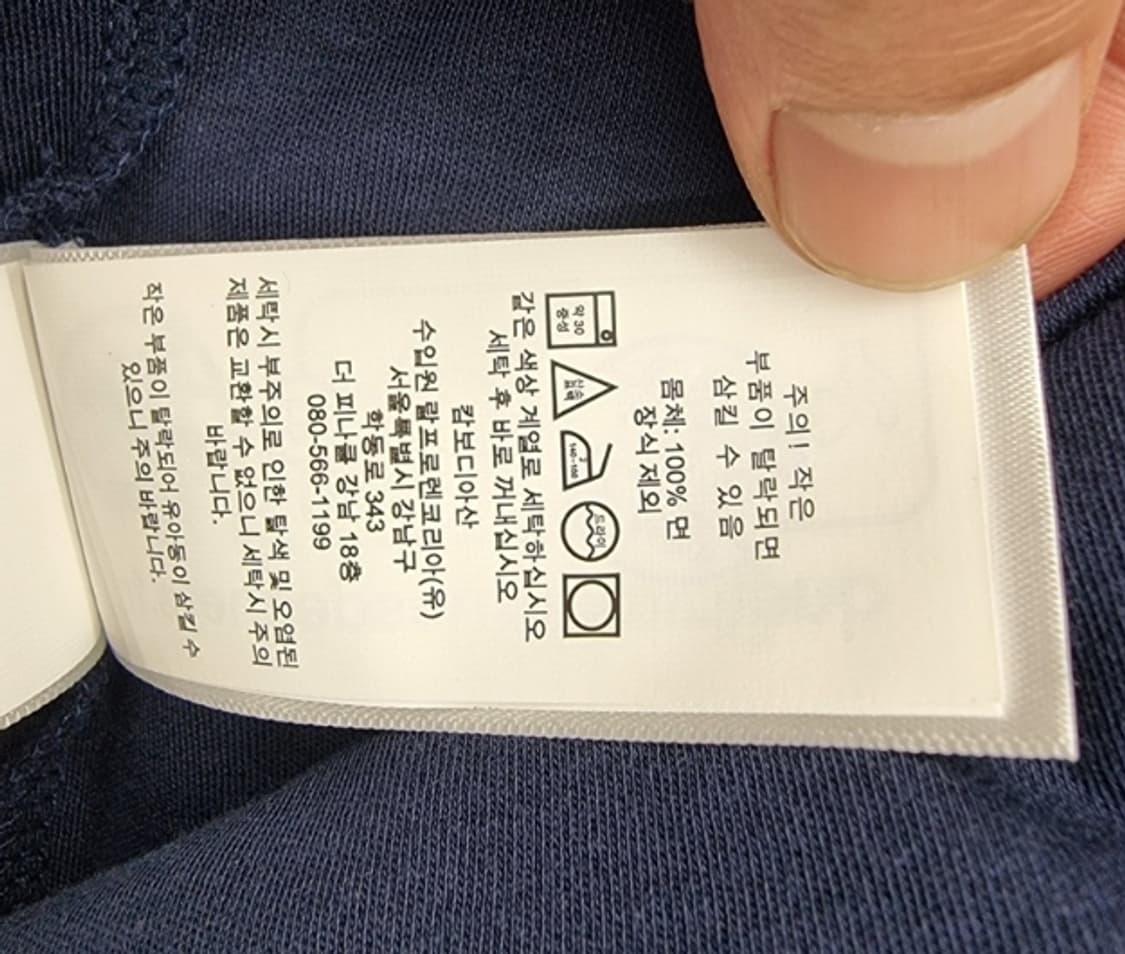 주의! 작은
부품이 탈락되면
삼킬 수 있음
몸체: 100% 면
장식 제외
약 30
중성
드라이
같은 색상 계열로 세탁하십시오
세탁 후 바로 꺼내십시오
캄보디아산
수입원 랄프로렌코리아(유)
서울특별시 강남구
학동로 343
더 피나클 강남 18층
080-566-1199
세탁시 부주의로 인한 탈색 및 오염된
제품은 교환할 수 없으니 세탁시 주의
바랍니다.
작은 부품이 탈락되어 유아동이 삼킬 수
있으니 주의 바랍니다.